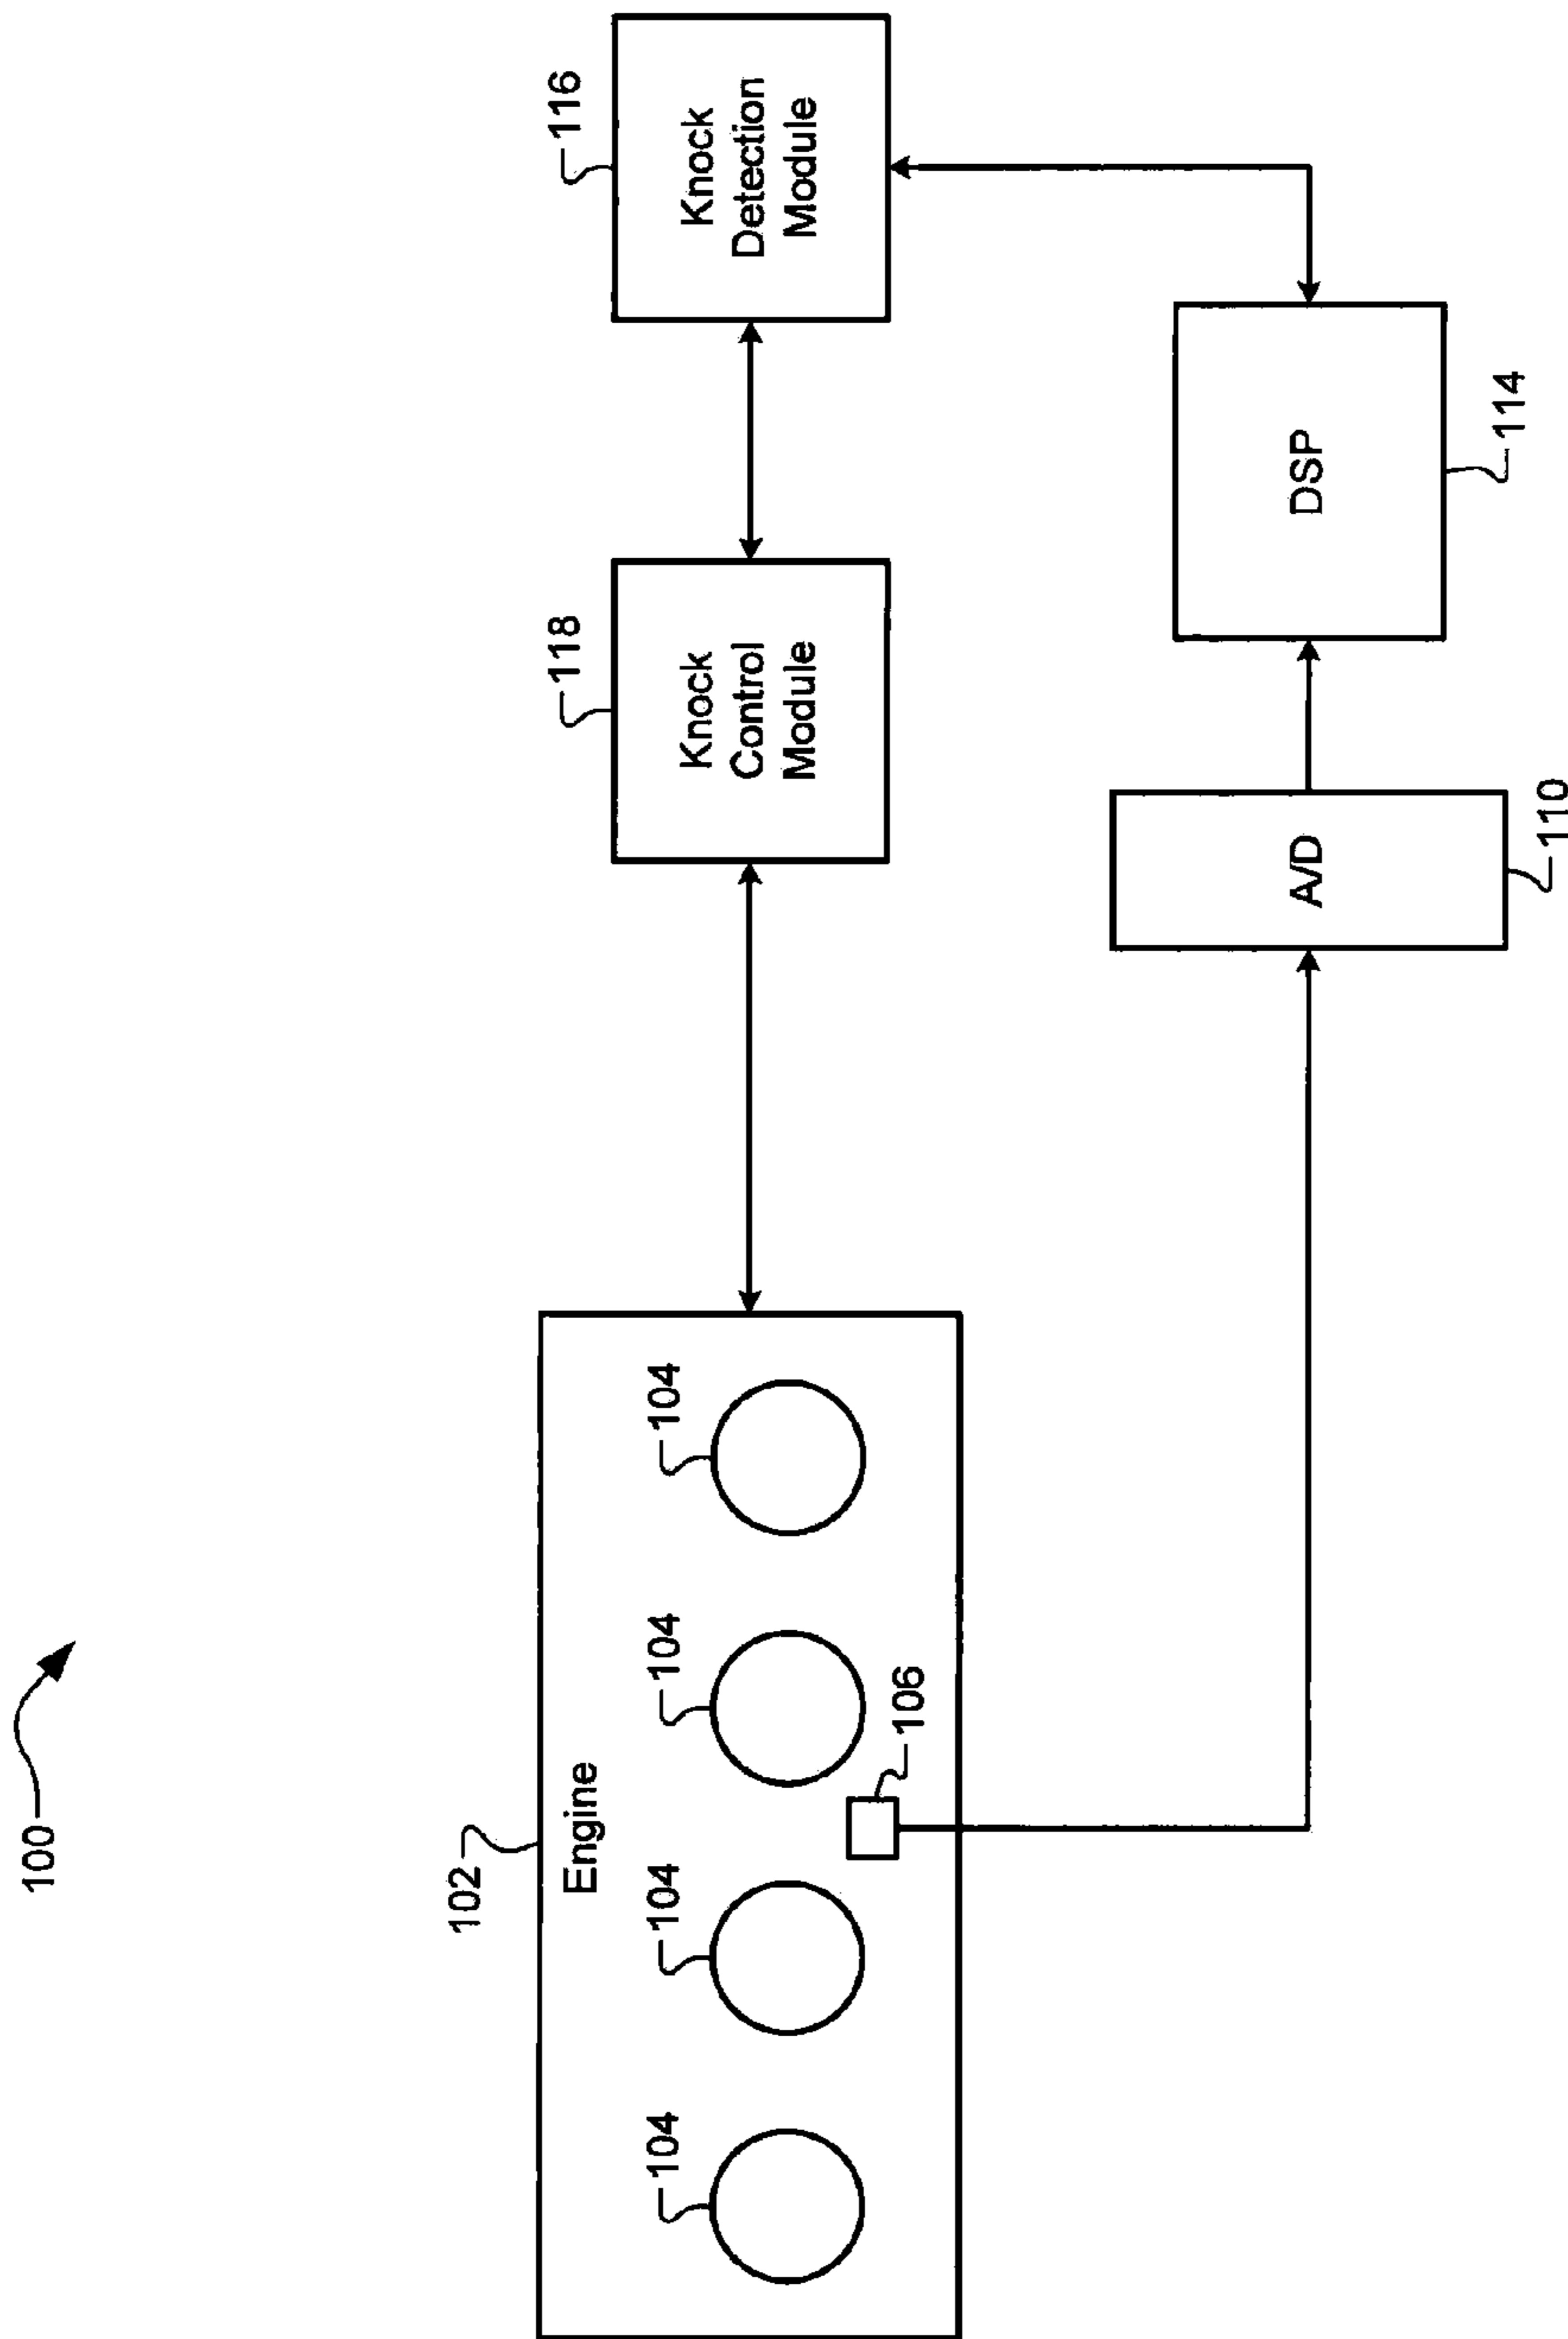 100
102
Engine
104
104
104
104
106
118
Knock
Control
Module
116
Knock
Detection
Module
A/D
110
DSP
114